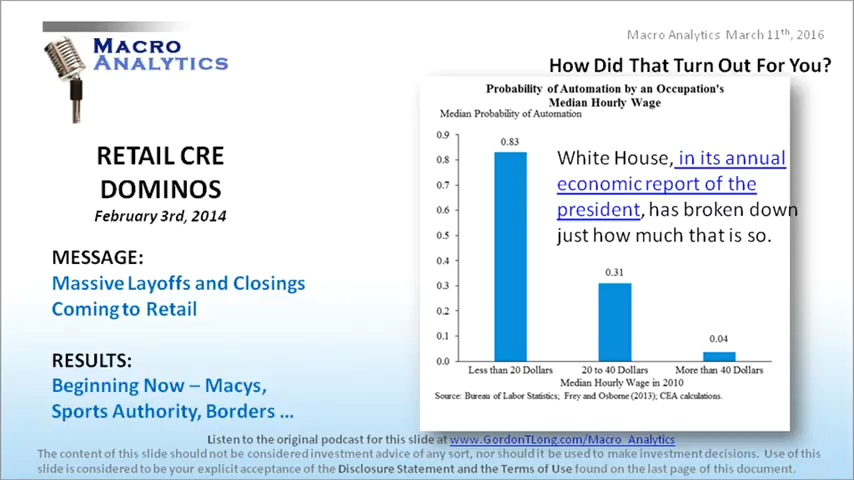 Macro Analytics March 11th, 2016
MACRO
ANALYTICS
How Did That Turn Out For You?
RETAIL CRE
DOMINOS
February 3rd, 2014
MESSAGE:
Massive Layoffs and Closings
Coming to Retail
RESULTS:
Beginning Now – Macys,
Sports Authority, Borders ...
Probability of Automation by an Occupation's
Median Hourly Wage
Median Probability of Automation
0.9
0.8
0.7
0.6
0.5
0.4
0.3
0.2
0.1
0.0
0.83
0.31
0.04
White House, in its annual
economic report of the
president, has broken down
just how much that is so.
Less than 20 Dollars
20 to 40 Dollars
More than 40 Dollars
Median Hourly Wage in 2010
Source: Bureau of Labor Statistics; Frey and Osborne (2013); CEA calculations.
Listen to the original podcast for this slide at www.GordonTLong.com/Macro_Analytics
The content of this slide should not be considered investment advice of any sort, nor should it be used to make investment decisions. Use of this
slide is considered to be your explicit acceptance of the Disclosure Statement and the Terms of Use found on the last page of this document.